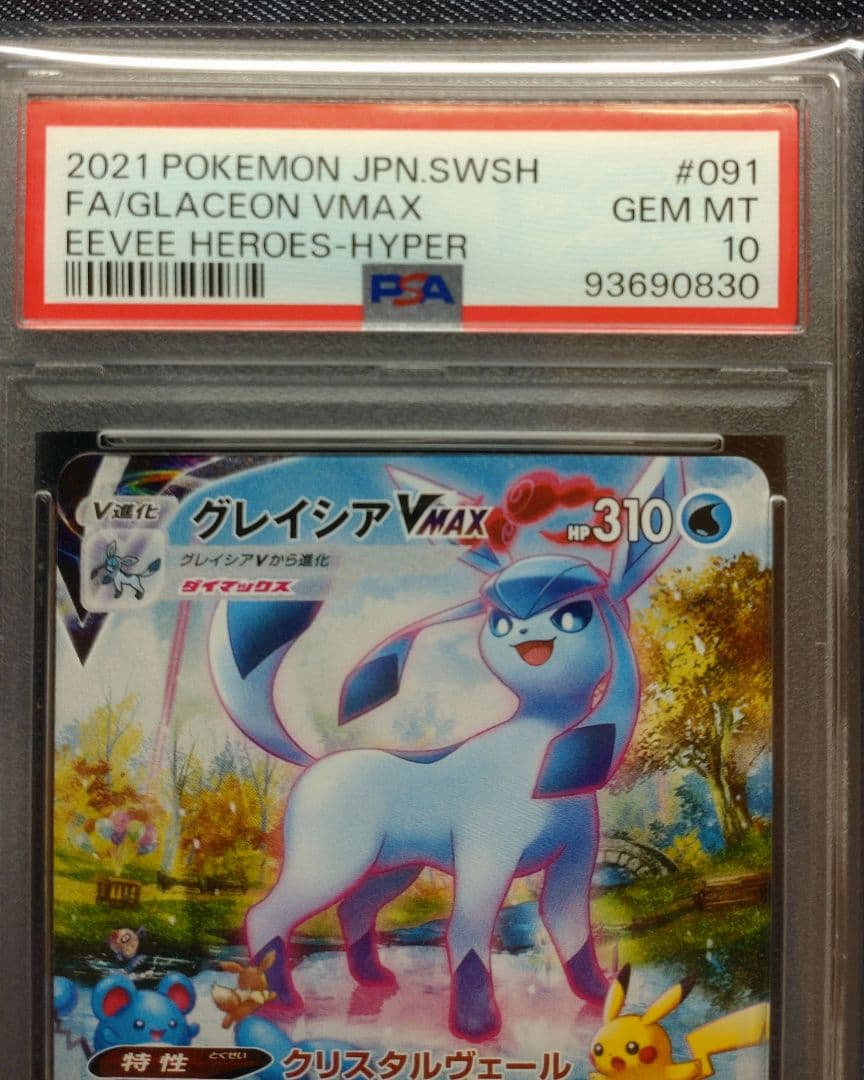 2021 POKEMON JPN.SWSH #091
FA/GLACEON VMAX GEM MT
EEVEE HEROES-HYPER 10
PSA 93690830
V進化 グレイシアVMAX HP310
グレイシアVから進化
ダイマックス
特性 とくせい クリスタルヴェール